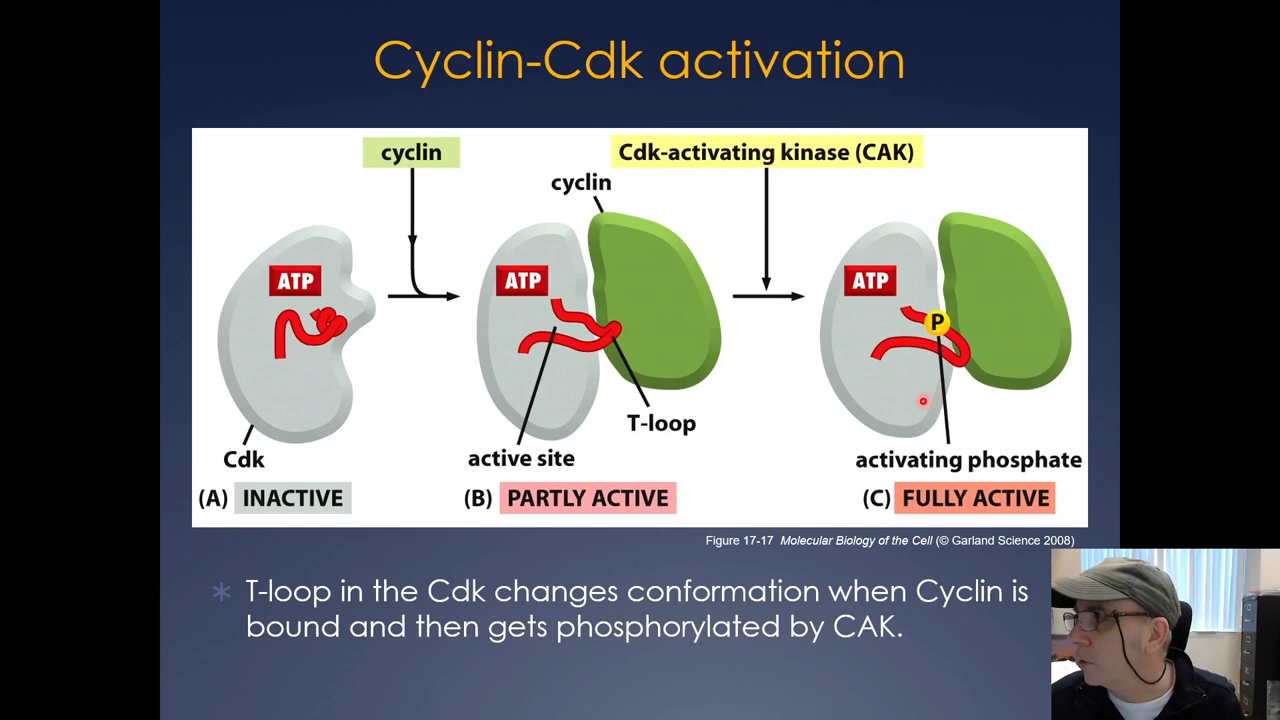 Cyclin-Cdk activation
cyclin
Cdk-activating kinase (CAK)
cyclin
ATP
ATP
ATP
P
T-loop
Cdk
active site
activating phosphate
(A) INACTIVE
(B) PARTLY ACTIVE
(C) FULLY ACTIVE
Figure 17-17 Molecular Biology of the Cell (© Garland Science 2008)
T-loop in the Cdk changes conformation when Cyclin is
bound and then gets phosphorylated by CAK.